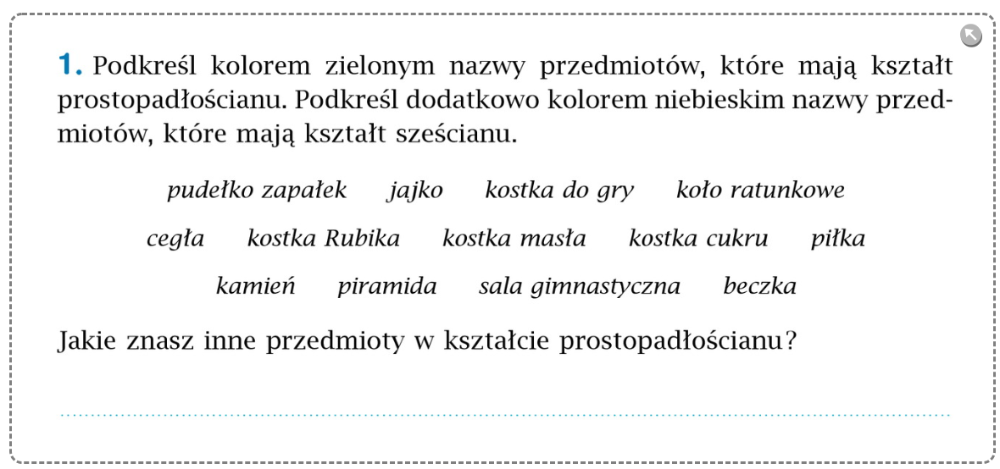 1. Podkreśl kolorem zielonym nazwy przedmiotów, które mają kształt
prostopadłościanu. Podkreśl dodatkowo kolorem niebieskim nazwy przed-
miotów, które mają kształt sześcianu.
pudełko zapałek jajko kostka do gry koło ratunkowe
cegła kostka Rubika kostka masła kostka cukru piłka
kamień piramida sala gimnastyczna beczka
Jakie znasz inne przedmioty w kształcie prostopadłościanu?